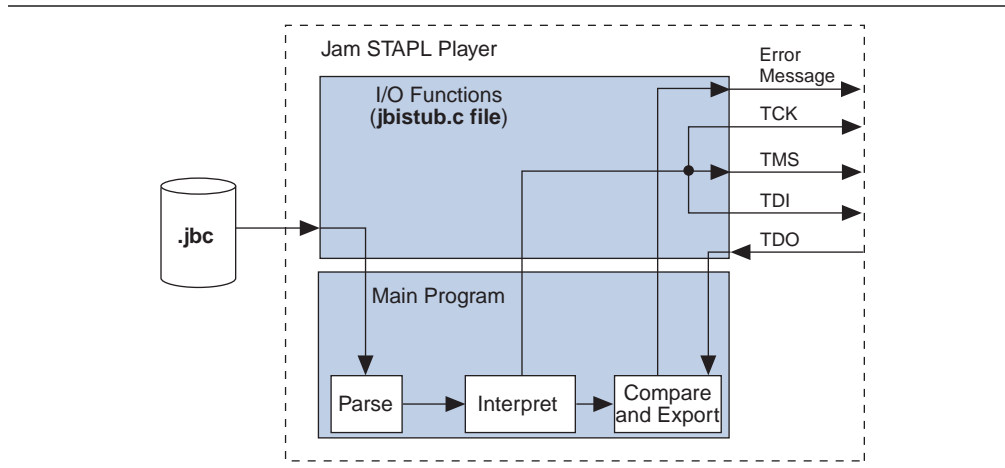 Jam STAPL Player
I/O Functions
(jbistub.c file)
Error
Message
TCK
TMS
TDI
TDO
.jbc
Main Program
Parse
Interpret
Compare
and Export